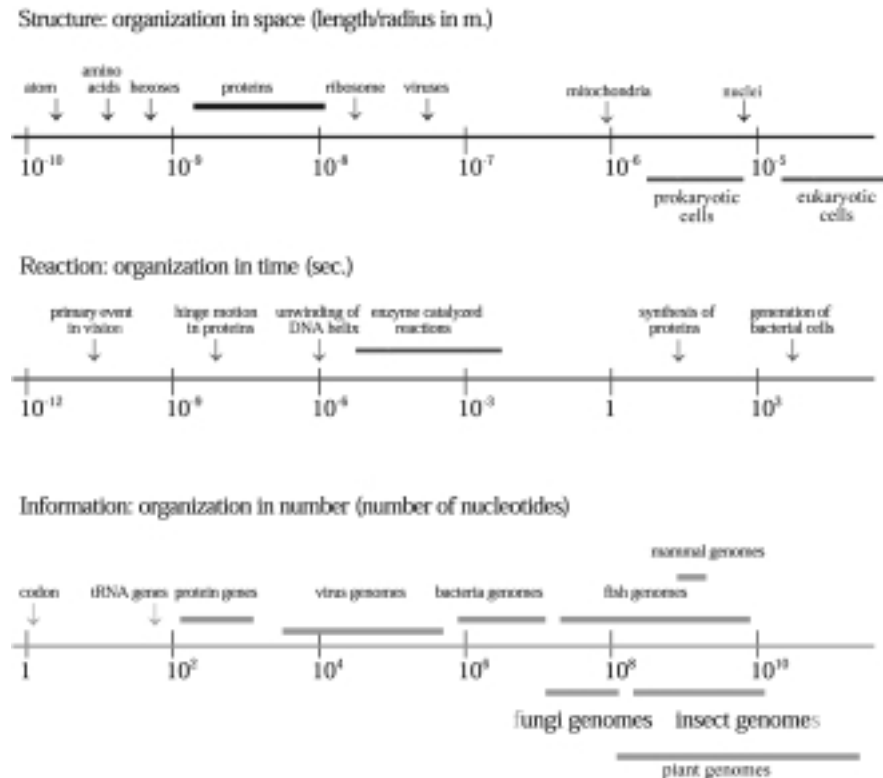 Structure: organization in space (length/radius in m.)
amino
atom acids hexoses proteins ribosome viruses mitochondria nuclei
10⁻¹⁰ 10⁻⁹ 10⁻⁸ 10⁻⁷ 10⁻⁶ 10⁻⁵
prokaryotic eukaryotic
cells cells
Reaction: organization in time (sec.)
primary event hinge motion unwinding of enzyme catalyzed synthesis of generation of
in vision in proteins DNA helix reactions proteins bacterial cells
10⁻¹² 10⁻⁹ 10⁻⁶ 10⁻³ 1 10³
Information: organization in number (number of nucleotides)
mammal genomes
codon tRNA genes protein genes virus genomes bacteria genomes fish genomes
1 10² 10⁴ 10⁶ 10⁸ 10¹⁰
fungi genomes insect genomes
plant genomes